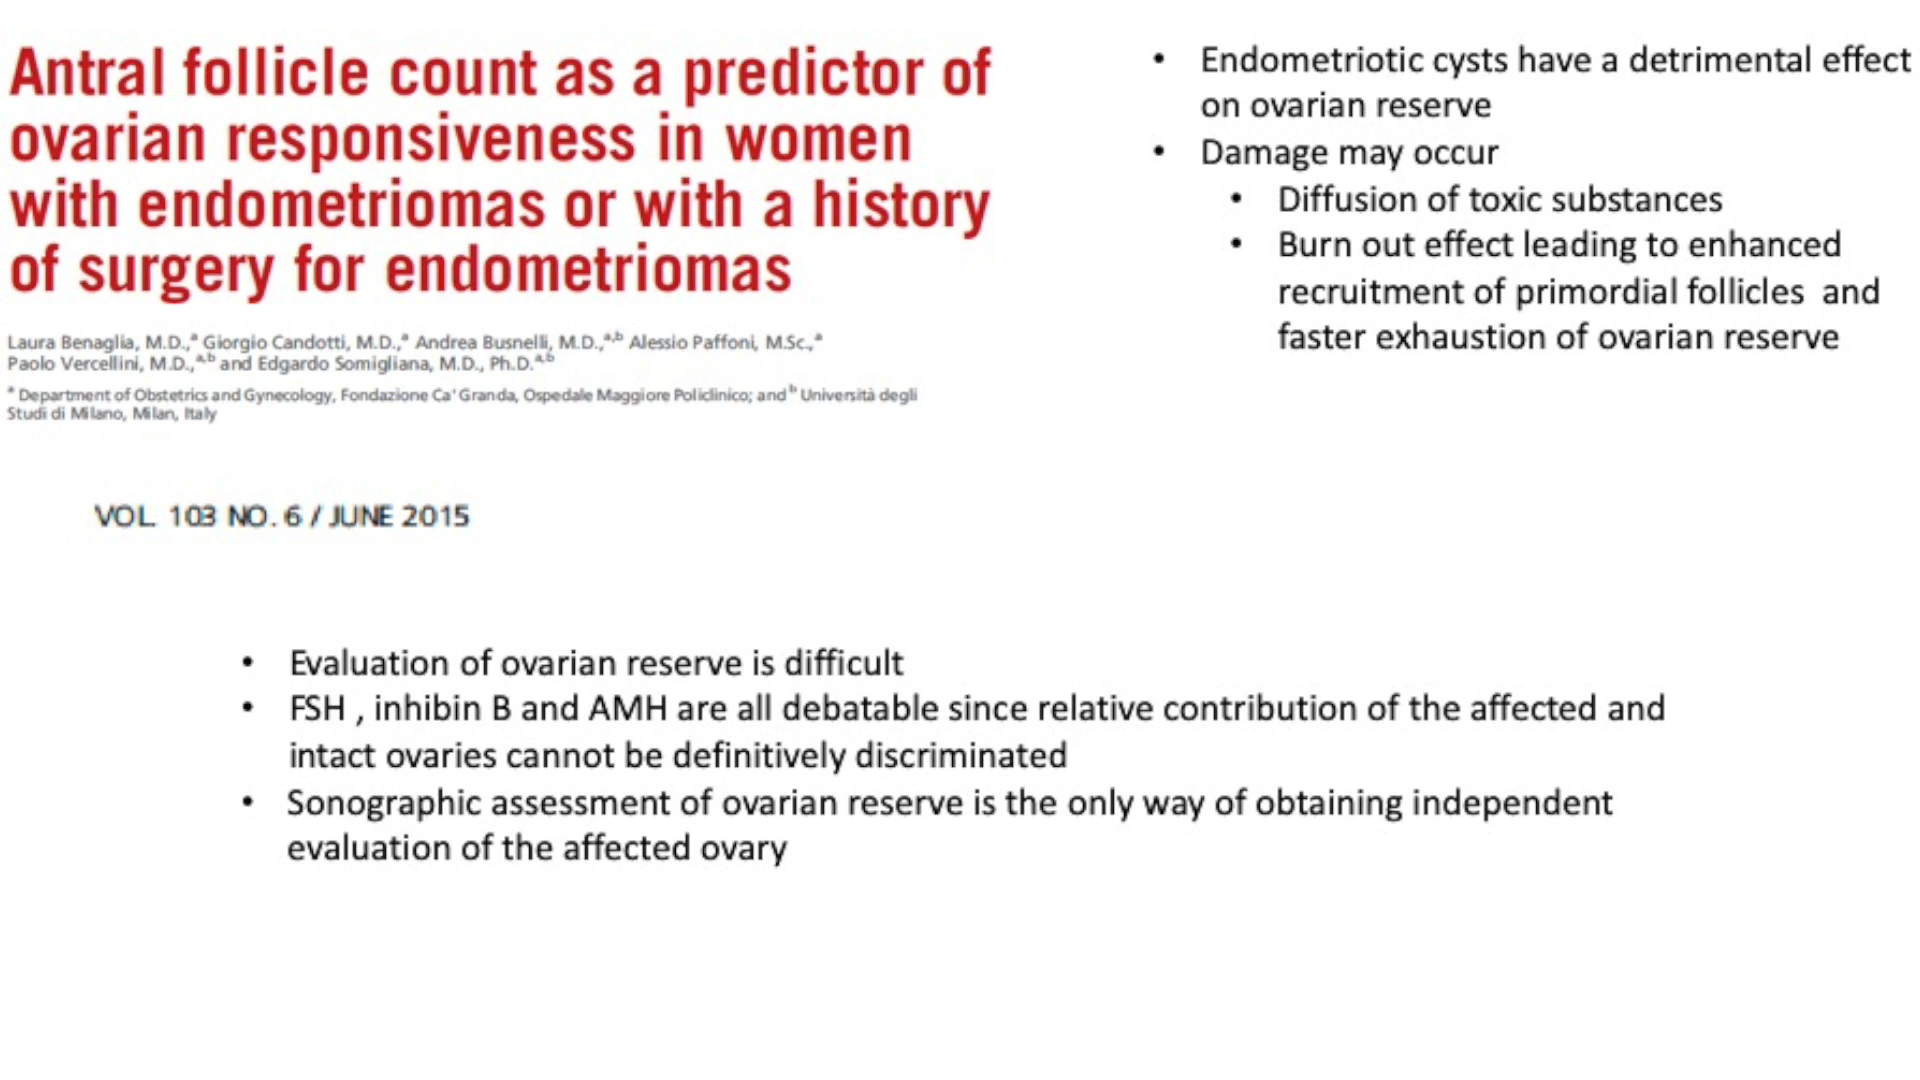 Antral follicle count as a predictor of
ovarian responsiveness in women
with endometriomas or with a history
of surgery for endometriomas
Laura Benaglia, M.D.,a Giorgio Candotti, M.D.,a Andrea Busnelli, M.D.,a,b Alessio Paffoni, M.Sc.,a
Paolo Vercellini, M.D.,a,b and Edgardo Somigliana, M.D., Ph.D.a,b
a Department of Obstetrics and Gynecology, Fondazione Ca' Granda, Ospedale Maggiore Policlinico; and b Università degli
Studi di Milano, Milan, Italy
VOL. 103 NO. 6 / JUNE 2015
• Endometriotic cysts have a detrimental effect
on ovarian reserve
• Damage may occur
• Diffusion of toxic substances
• Burn out effect leading to enhanced
recruitment of primordial follicles and
faster exhaustion of ovarian reserve
• Evaluation of ovarian reserve is difficult
• FSH , inhibin B and AMH are all debatable since relative contribution of the affected and
intact ovaries cannot be definitively discriminated
• Sonographic assessment of ovarian reserve is the only way of obtaining independent
evaluation of the affected ovary